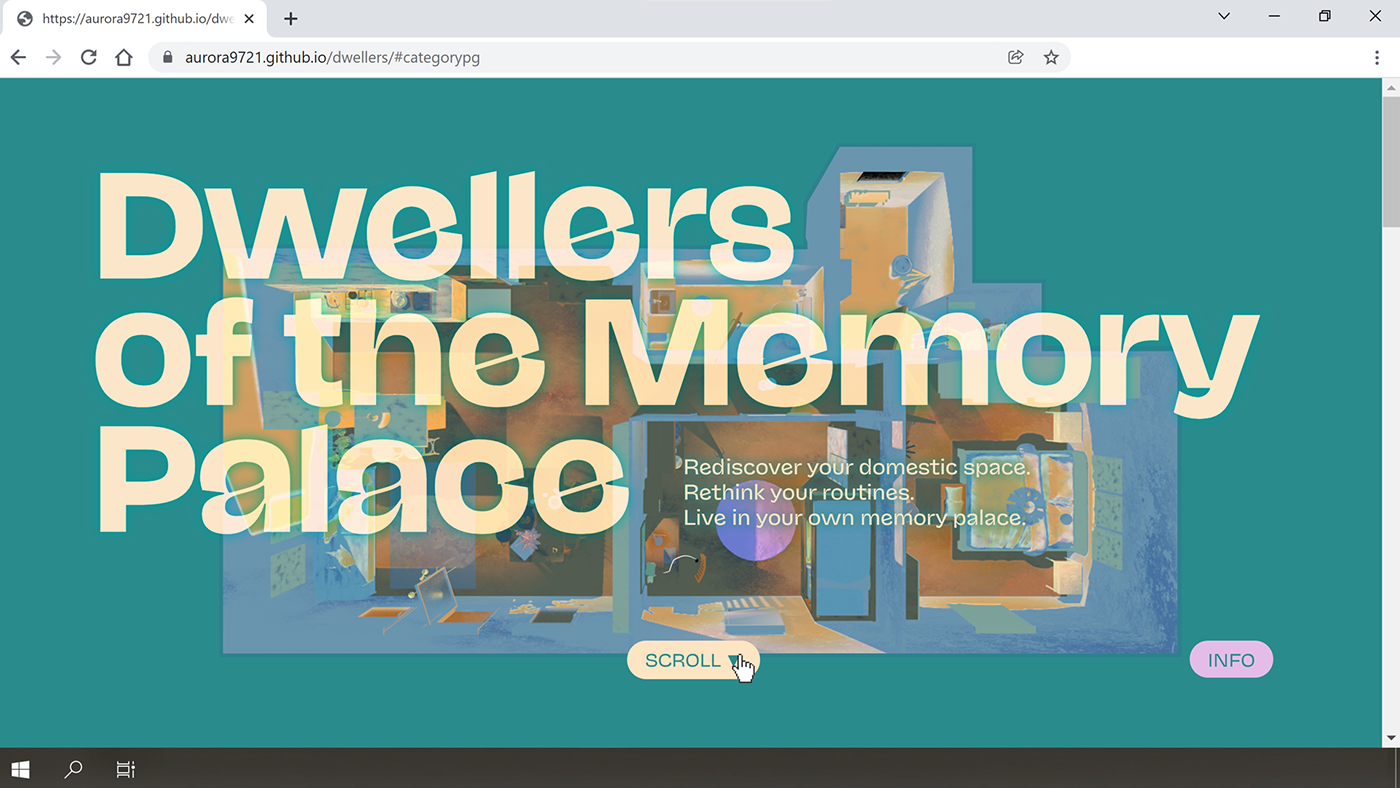 https://aurora9721.github.io/dwe
aurora9721.github.io/dwellers/#categorypg
Dwellers
of the Memory
Palace
Rediscover your domestic space.
Rethink your routines.
Live in your own memory palace.
SCROLL ▼
INFO